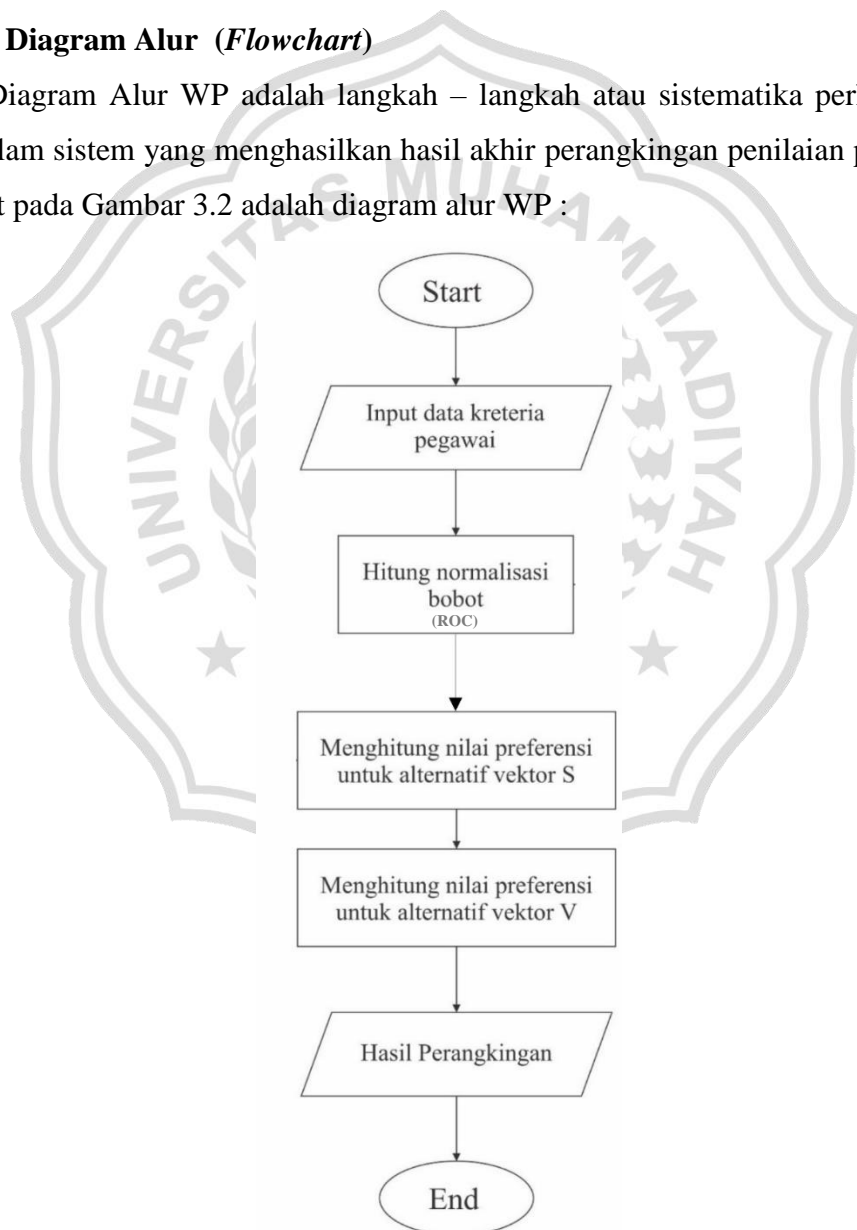 Diagram Alur (Flowchart)
Diagram Alur WP adalah langkah – langkah atau sistematika
sistem yang menghasilkan hasil akhir perangkingan penilaian
pada Gambar 3.2 adalah diagram alur WP :
UNIVERSITAS MUHAMMADIYAH
Start
Input data kreteria
pegawai
Hitung normalisasi
bobot
(ROC)
Menghitung nilai preferensi
untuk alternatif vektor S
Menghitung nilai preferensi
untuk alternatif vektor V
Hasil Perangkingan
End